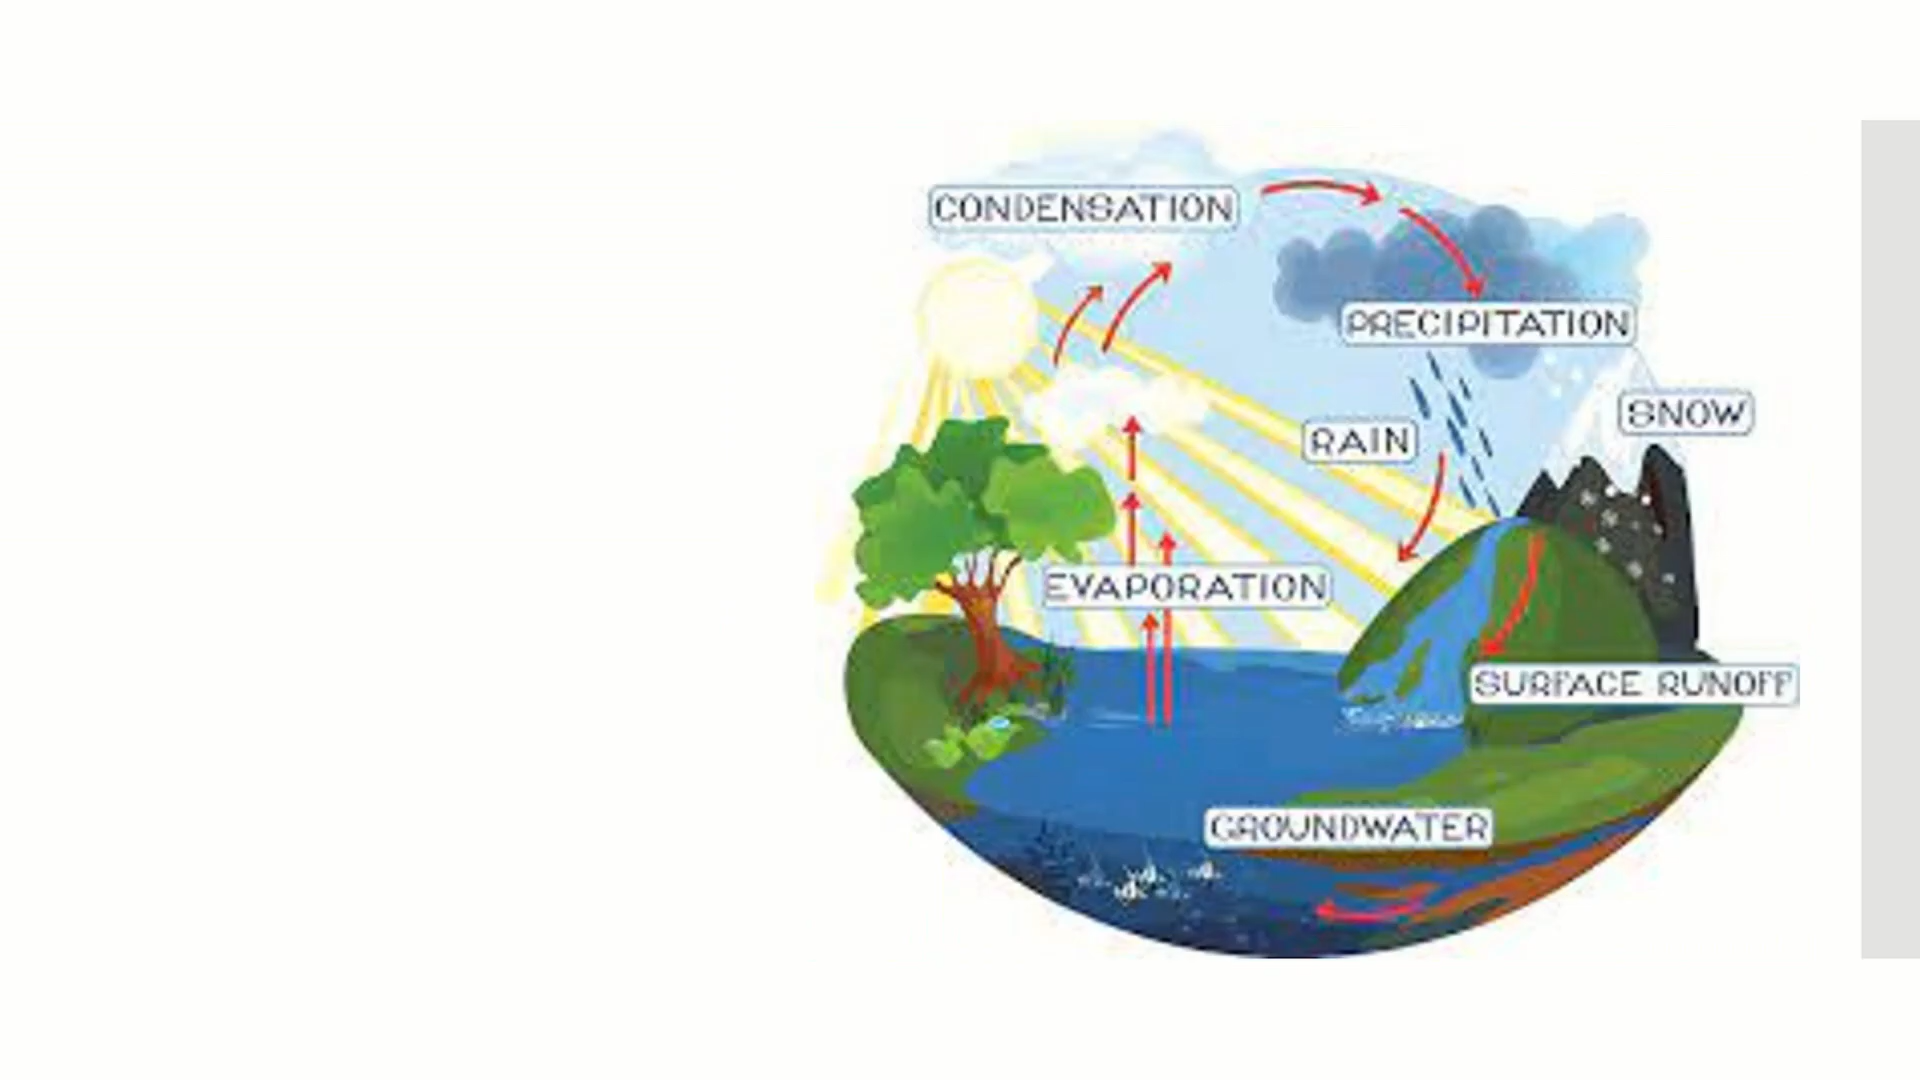 CONDENSATION
PRECIPITATION
SNOW
RAIN
EVAPORATION
SURFACE RUNOFF
GROUNDWATER